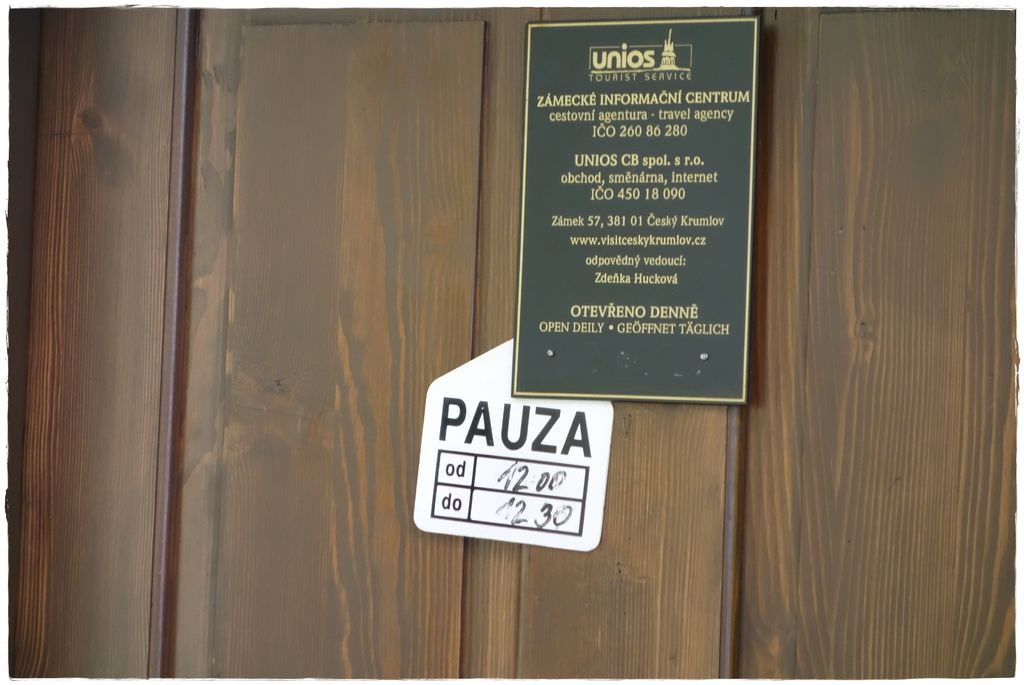 unios
TOURIST SERVICE
ZÁMECKÉ INFORMAČNÍ CENTRUM
cestovní agentura - travel agency
IČO 260 86 280
UNIOS CB spol. s r.o.
obchod, směnárna, internet
IČO 450 18 090
Zámek 57, 381 01 Český Krumlov
www.visitceskykrumlov.cz
odpovědný vedoucí:
Zdeňka Hucková
OTEVŘENO DENNĚ
OPEN DEILY • GEÖFFNET TÄGLICH
PAUZA
od 12 00
do 12 30